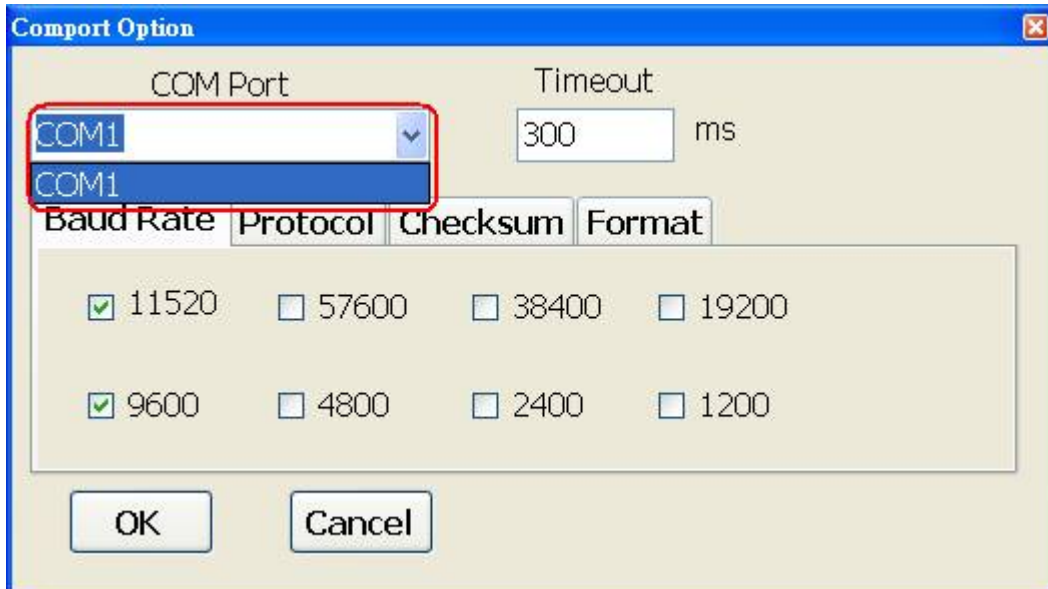 Comport Option
COM Port Timeout
COM1 300 ms
COM1
Baud Rate Protocol Checksum Format
11520 57600 38400 19200
9600 4800 2400 1200
OK Cancel